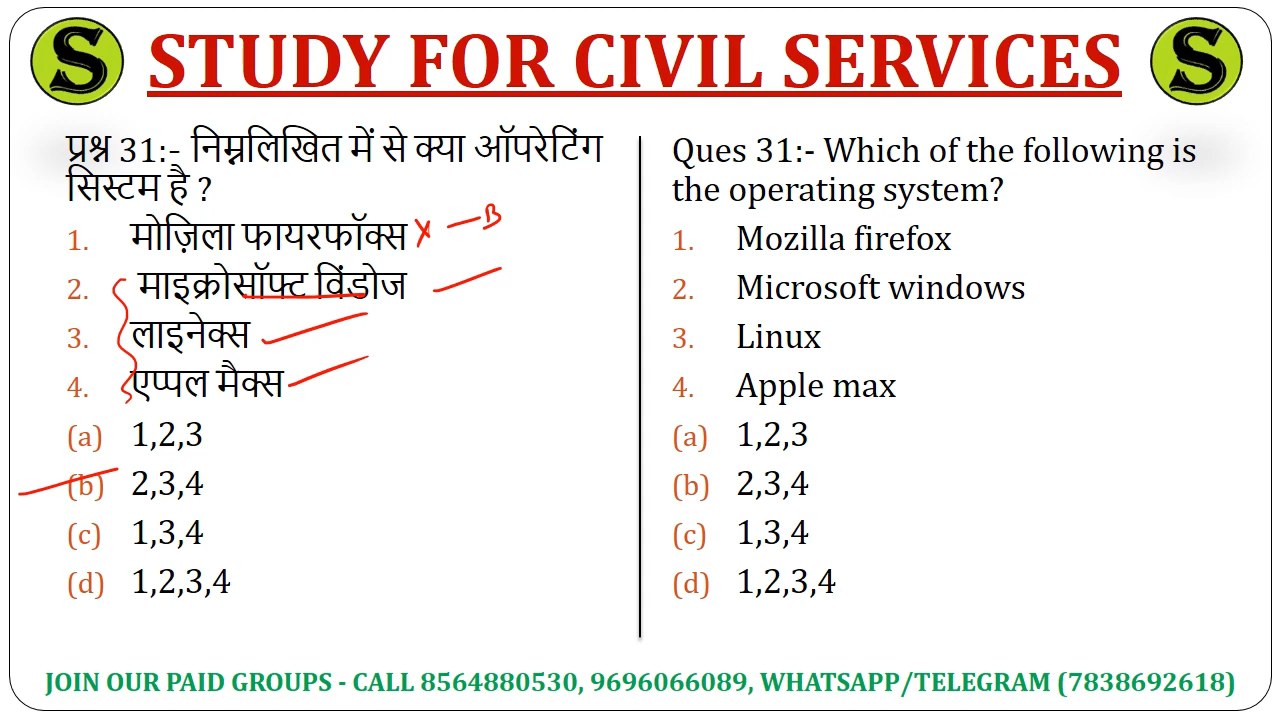 S STUDY FOR CIVIL SERVICES S
प्रश्न 31:- निम्नलिखित में से क्या ऑपरेटिंग
सिस्टम है ?
1. मोज़िला फायरफॉक्स X — B
2. माइक्रोसॉफ्ट विंडोज
3. लाइनेक्स
4. एप्पल मैक्स
(a) 1,2,3
(b) 2,3,4
(c) 1,3,4
(d) 1,2,3,4
Ques 31:- Which of the following is
the operating system?
1. Mozilla firefox
2. Microsoft windows
3. Linux
4. Apple max
(a) 1,2,3
(b) 2,3,4
(c) 1,3,4
(d) 1,2,3,4
JOIN OUR PAID GROUPS - CALL 8564880530, 9696066089, WHATSAPP/TELEGRAM (7838692618)